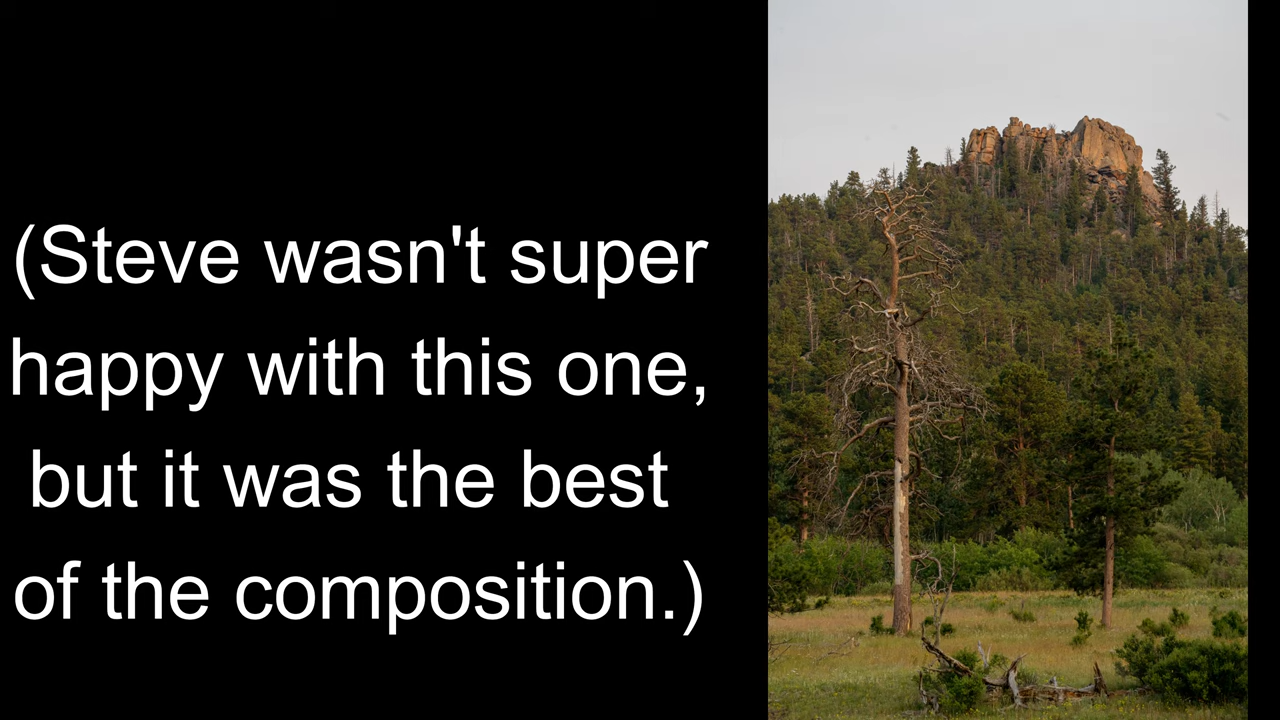 (Steve wasn't super
happy with this one,
but it was the best
of the composition.)